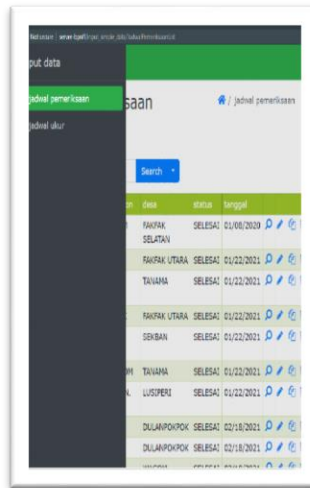 put data
jadwal pemeriksaan
jadwal ukur
saan
/ jadwal pemeriksaan
Search
desa status tanggal
FAKFAK SELESAI 01/08/2020
SELATAN
FAKFAK UTARA SELESAI 01/22/2021
TANAMA SELESAI 01/22/2021
FAKFAK UTARA SELESAI 01/22/2021
SEKBAN SELESAI 01/22/2021
TANAMA SELESAI 01/22/2021
LUSIPERI SELESAI 01/22/2021
DULANPOKPOK SELESAI 02/18/2021
DULANPOKPOK SELESAI 02/18/2021